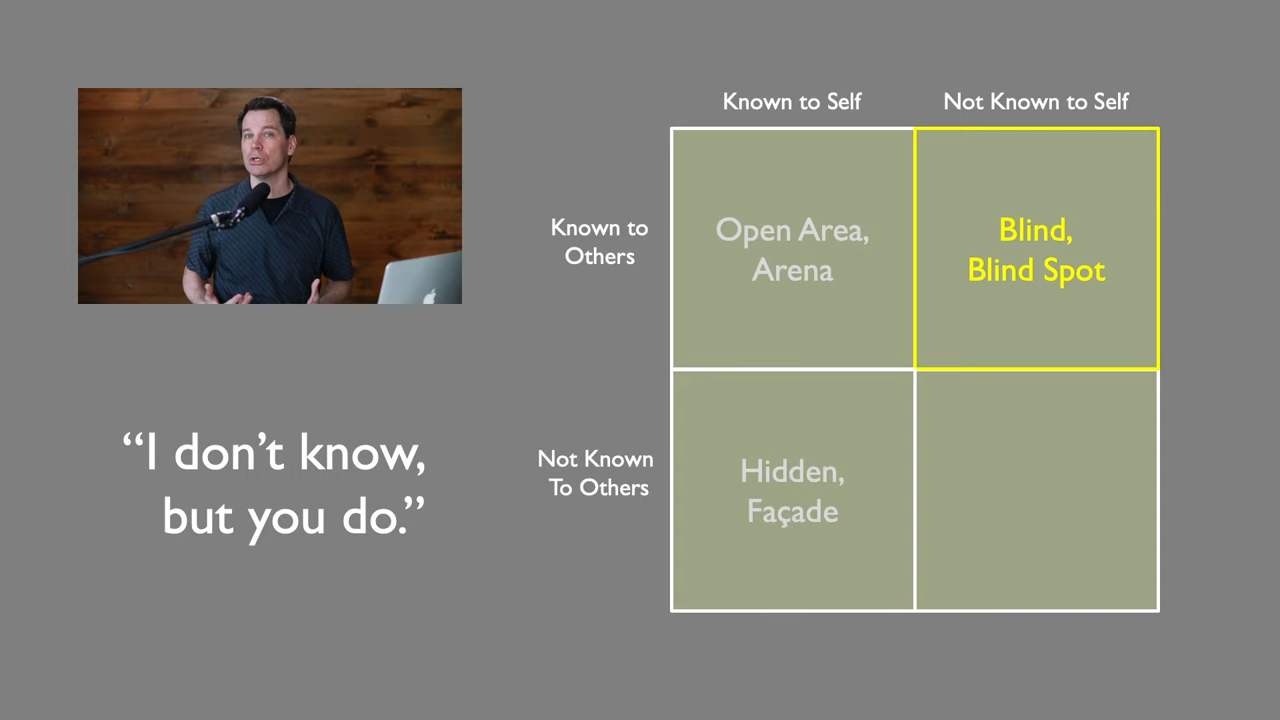 Known to Self
Not Known to Self
Known to
Others
Open Area,
Arena
Blind,
Blind Spot
“I don’t know,
but you do.”
Not Known
To Others
Hidden,
Façade